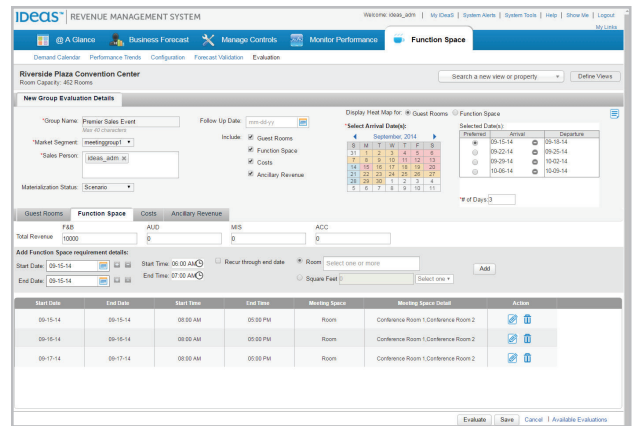 IDeaS™ REVENUE MANAGEMENT SYSTEM
Welcome: ideas_adm | My IDeaS | System Alerts | System Tools | Help | Show Me | Logout
My Links
@ A Glance Business Forecast Manage Controls Monitor Performance Function Space
Demand Calendar Performance Trends Configuration Forecast Validation Evaluation
Riverside Plaza Convention Center
Room Capacity: 462 Rooms
Search a new view or property Define Views
New Group Evaluation Details
*Group Name: Premier Sales Event
Max 40 characters
*Market Segment: meetinggroup1
*Sales Person: ideas_adm x
Materialization Status: Scenario
Follow Up Date: mm-dd-yy
Include: Guest Rooms
Function Space
Costs
Ancillary Revenue
Display Heat Map for: Guest Rooms Function Space
*Select Arrival Date(s):
September, 2014
S M T W T F S
31 1 2 3 4 5 6
7 8 9 10 11 12 13
14 15 16 17 18 19 20
21 22 23 24 25 26 27
28 29 30 1 2 3 4
5 6 7 8 9 10 11
Selected Date(s):
Preferred Arrival Departure
09-15-14 09-18-14
09-22-14 09-25-14
09-29-14 10-02-14
10-06-14 10-09-14
*# of Days: 3
Guest Rooms Function Space Costs Ancillary Revenue
F&B AUD MIS ACC
Total Revenue 10000 0 0 0
Add Function Space requirement details:
Start Date: 09-15-14 Start Time: 06:00 AM Recur through end date Room Select one or more
End Date: 09-15-14 End Time: 07:00 AM Square Feet 0 Select one
Add
Start Date End Date Start Time End Time Meeting Space Meeting Space Detail Action
09-15-14 09-15-14 08:00 AM 05:00 PM Room Conference Room 1,Conference Room 2
09-16-14 09-16-14 08:00 AM 05:00 PM Room Conference Room 1,Conference Room 2
09-17-14 09-17-14 08:00 AM 05:00 PM Room Conference Room 1,Conference Room 2
Evaluate Save Cancel | Available Evaluations